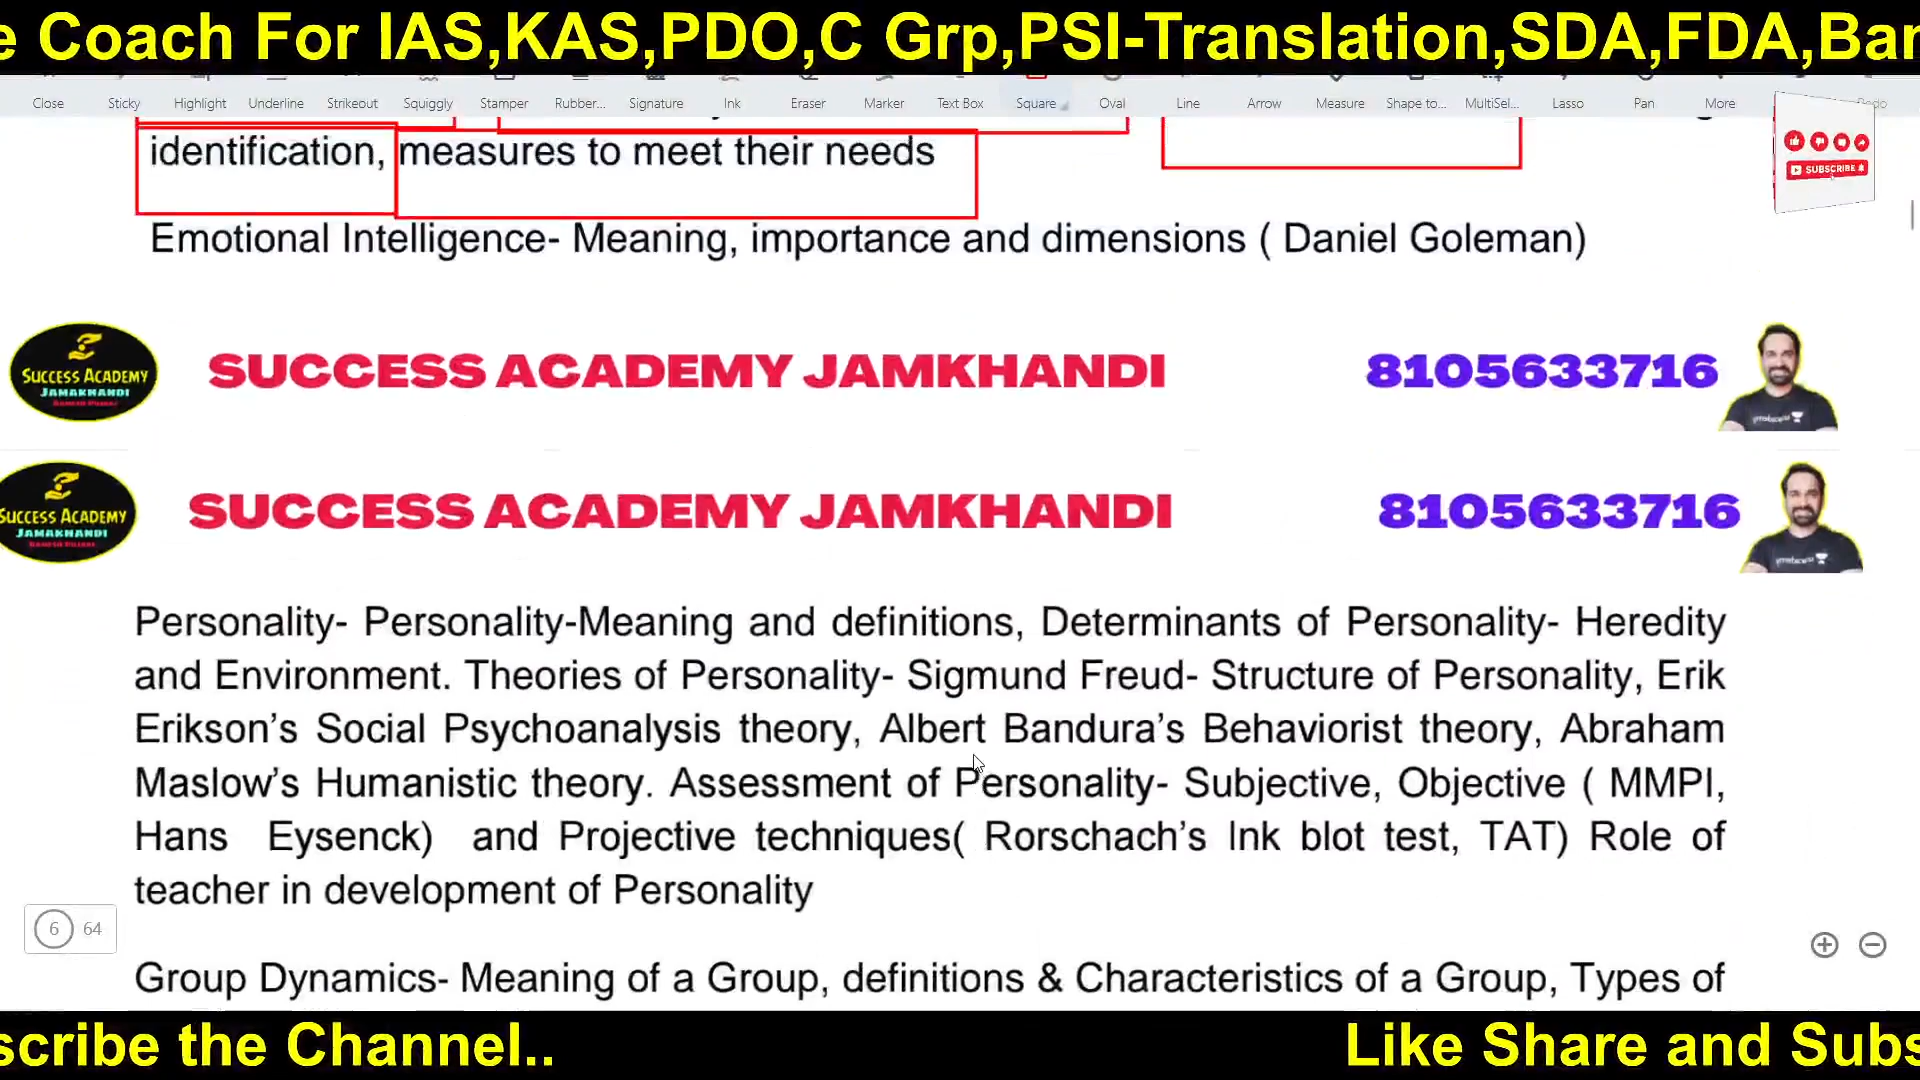 e Coach For IAS,KAS,PDO,C Grp,PSI-Translation,SDA,FDA,Ban
Close Sticky Highlight Underline Strikeout Squiggly Stamper Rubber... Signature Ink Eraser Marker Text Box Square Oval Line Arrow Measure Shape to... MultiSel... Lasso Pan More Redo
identification, measures to meet their needs
SUBSCRIBE
Emotional Intelligence- Meaning, importance and dimensions ( Daniel Goleman)
SUCCESS ACADEMY
JAMAKHANDI
SUCCESS ACADEMY JAMKHANDI 8105633716
SUCCESS ACADEMY
JAMAKHANDI
SUCCESS ACADEMY JAMKHANDI 8105633716
Personality- Personality-Meaning and definitions, Determinants of Personality- Heredity
and Environment. Theories of Personality- Sigmund Freud- Structure of Personality, Erik
Erikson's Social Psychoanalysis theory, Albert Bandura's Behaviorist theory, Abraham
Maslow's Humanistic theory. Assessment of Personality- Subjective, Objective ( MMPI,
Hans Eysenck) and Projective techniques( Rorschach's Ink blot test, TAT) Role of
teacher in development of Personality
6 64
Group Dynamics- Meaning of a Group, definitions & Characteristics of a Group, Types of
scribe the Channel.. Like Share and Subs